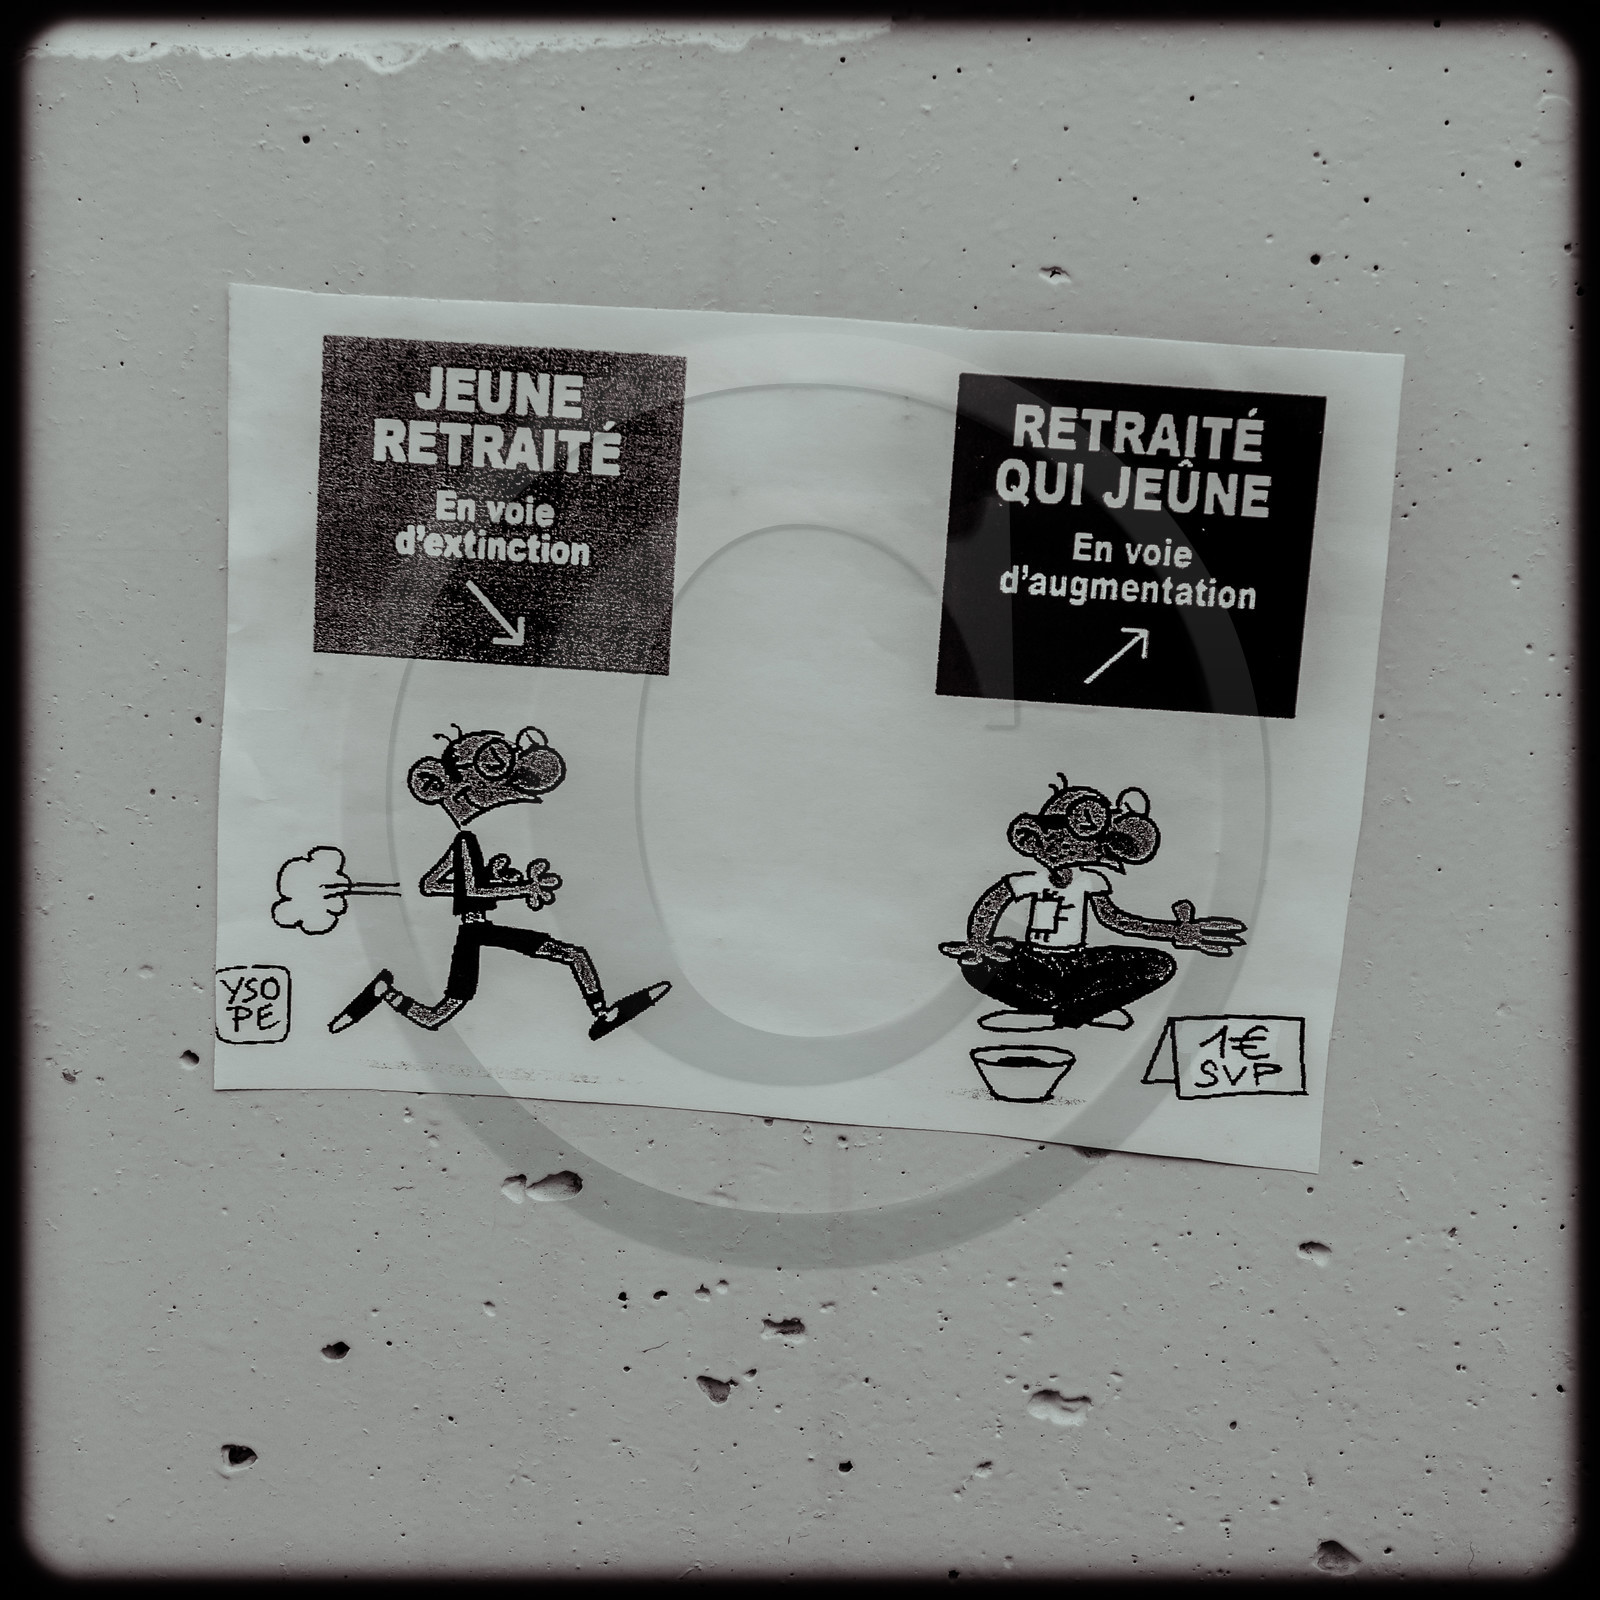 JEUNE
RETRAITÉ
En voie
d'extinction
RETRAITÉ
QUI JEÛNE
En voie
d'augmentation
YSO
PE
1€
SVP